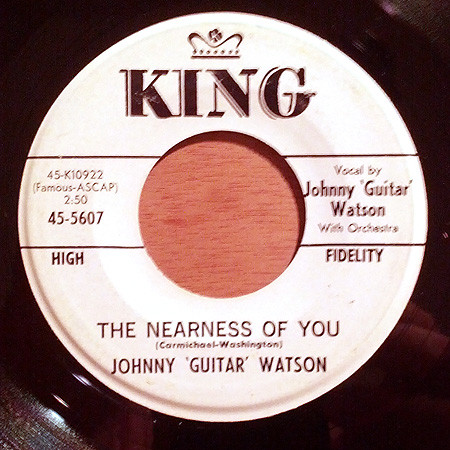 KING
45-K10922
(Famous-ASCAP)
2:50
45-5607
Vocal by
Johnny 'Guitar'
Watson
With Orchestra
HIGH
FIDELITY
THE NEARNESS OF YOU
(Carmichael-Washington)
JOHNNY 'GUITAR' WATSON